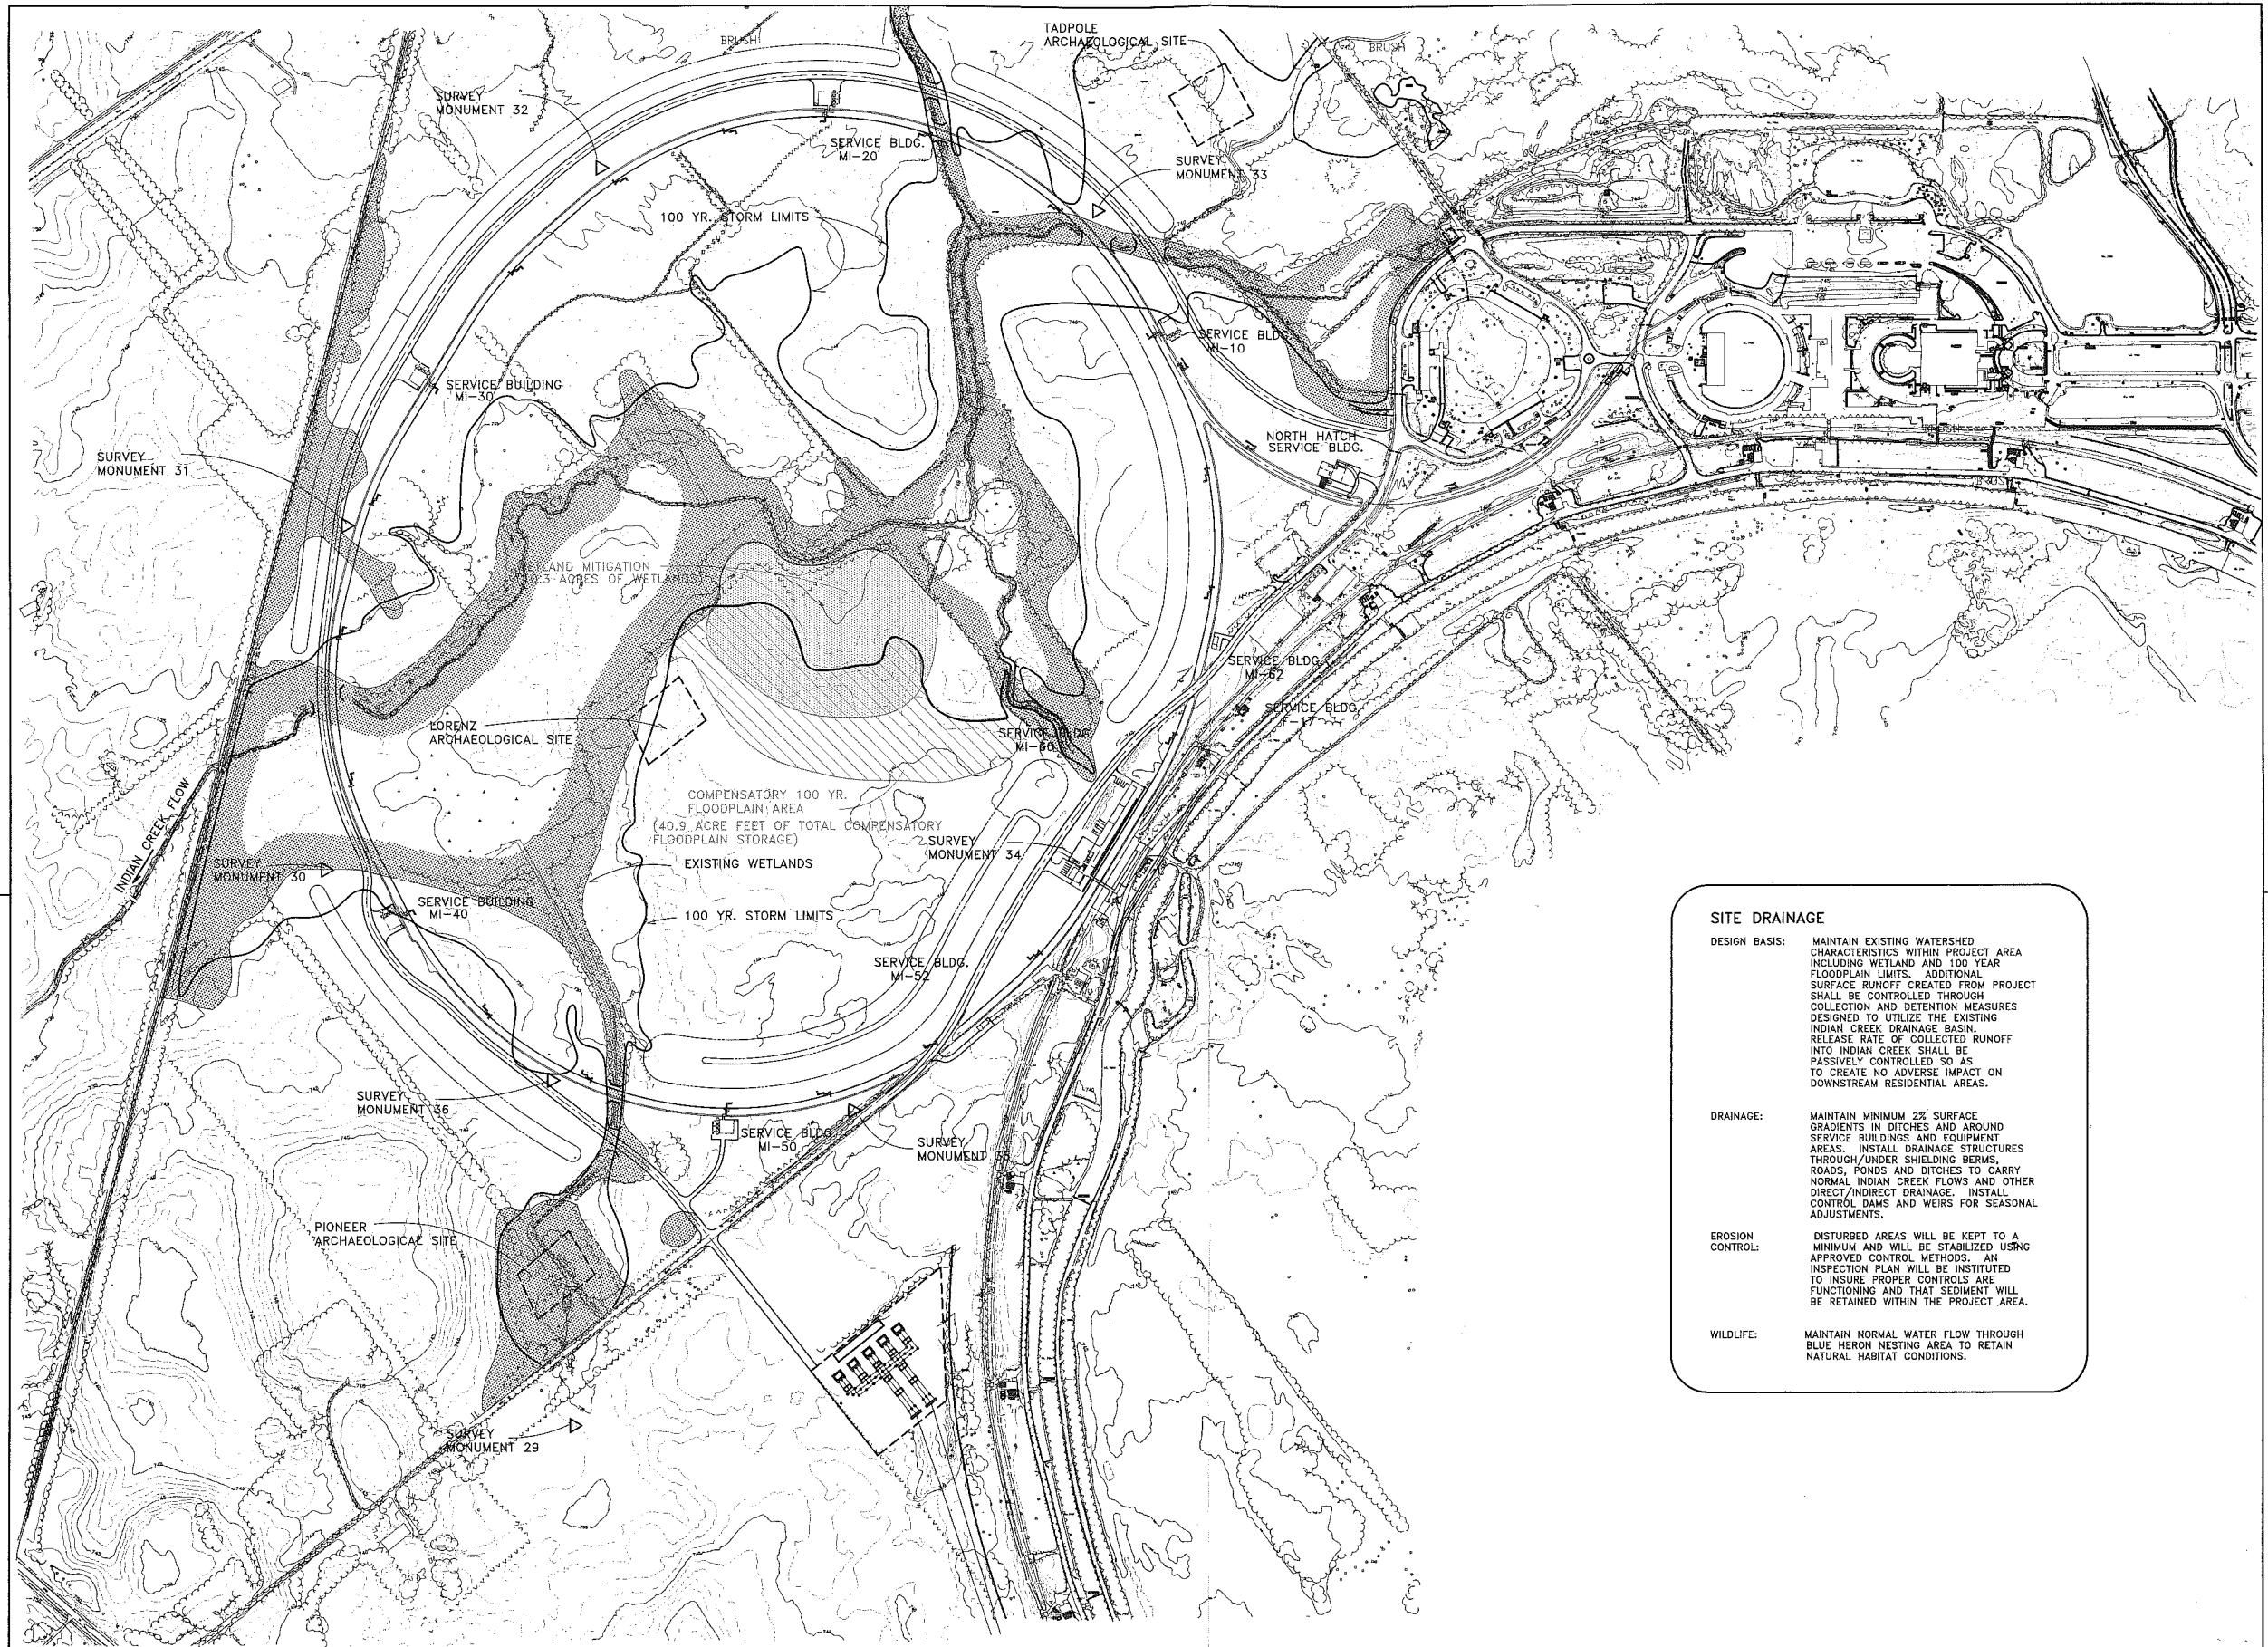 TADPOLE
ARCHAEOLOGICAL SITE
BRUSH
BRUSH
SURVEY
MONUMENT 32
SERVICE BLDG.
MI-20
SURVEY
MONUMENT 33
100 YR. STORM LIMITS
SERVICE BLDG.
MI-10
SERVICE BUILDING
MI-30
NORTH HATCH
SERVICE BLDG.
SURVEY
MONUMENT 31
BRUSH
WETLAND MITIGATION
ACRES OF WETLANDS)
SERVICE BLDG.
MI-62
SERVICE BLDG.
F-17
LORENZ
ARCHAEOLOGICAL SITE
SERVICE BLDG.
MI-60
INDIAN CREEK FLOW
COMPENSATORY 100 YR.
FLOODPLAIN AREA
(40.9 ACRE FEET OF TOTAL COMPENSATORY
FLOODPLAIN STORAGE)
SURVEY
MONUMENT 34
EXISTING WETLANDS
SURVEY
MONUMENT 30
SERVICE BUILDING
MI-40
100 YR. STORM LIMITS
SERVICE BLDG.
MI-52
SURVEY
MONUMENT 36
SERVICE BLDG.
MI-50
SURVEY
MONUMENT 35
PIONEER
ARCHAEOLOGICAL SITE
SURVEY
MONUMENT 29
SITE DRAINAGE
DESIGN BASIS: MAINTAIN EXISTING WATERSHED
CHARACTERISTICS WITHIN PROJECT AREA
INCLUDING WETLAND AND 100 YEAR
FLOODPLAIN LIMITS. ADDITIONAL
SURFACE RUNOFF CREATED FROM PROJECT
SHALL BE CONTROLLED THROUGH
COLLECTION AND DETENTION MEASURES
DESIGNED TO UTILIZE THE EXISTING
INDIAN CREEK DRAINAGE BASIN.
RELEASE RATE OF COLLECTED RUNOFF
INTO INDIAN CREEK SHALL BE
PASSIVELY CONTROLLED SO AS
TO CREATE NO ADVERSE IMPACT ON
DOWNSTREAM RESIDENTIAL AREAS.
DRAINAGE: MAINTAIN MINIMUM 2% SURFACE
GRADIENTS IN DITCHES AND AROUND
SERVICE BUILDINGS AND EQUIPMENT
AREAS. INSTALL DRAINAGE STRUCTURES
THROUGH/UNDER SHIELDING BERMS,
ROADS, PONDS AND DITCHES TO CARRY
NORMAL INDIAN CREEK FLOWS AND OTHER
DIRECT/INDIRECT DRAINAGE. INSTALL
CONTROL DAMS AND WEIRS FOR SEASONAL
ADJUSTMENTS.
EROSION CONTROL: DISTURBED AREAS WILL BE KEPT TO A
MINIMUM AND WILL BE STABILIZED USING
APPROVED CONTROL METHODS. AN
INSPECTION PLAN WILL BE INSTITUTED
TO INSURE PROPER CONTROLS ARE
FUNCTIONING AND THAT SEDIMENT WILL
BE RETAINED WITHIN THE PROJECT AREA.
WILDLIFE: MAINTAIN NORMAL WATER FLOW THROUGH
BLUE HERON NESTING AREA TO RETAIN
NATURAL HABITAT CONDITIONS.